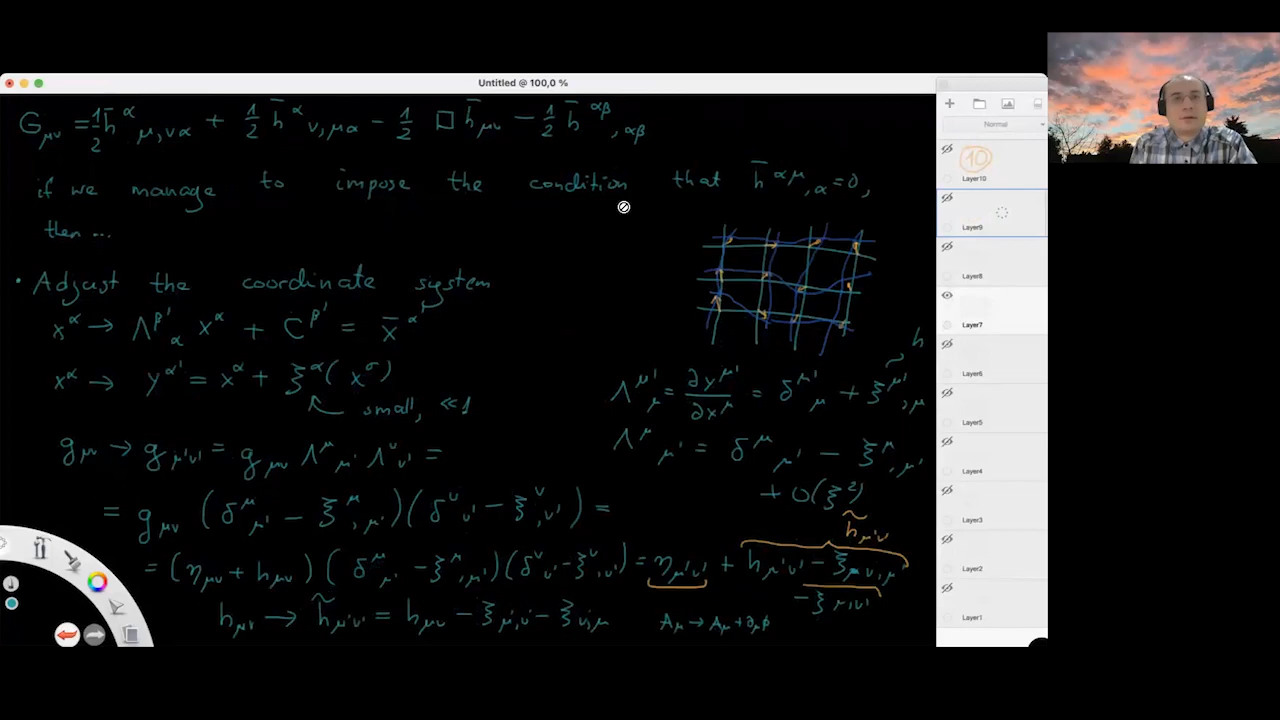 Untitled @ 100,0 %
G_μν = ½ h̄^α_μ,να + ½ h̄^α_ν,μα − ½ □ h̄_μν − ½ h̄^αβ_,αβ
if we manage to impose the condition that h̄^αμ_,α = 0,
then ...
• Adjust the coordinate system
x^α → Λ^β'_α x^α + C^β' = x̄^α'
x^α → y^α' = x^α + ξ^α(x^σ)
small, ≪1
h
Λ^μ'_μ = ∂y^μ'/∂x^μ = δ^μ'_μ + ξ^μ'_,μ
Λ^μ_μ' = δ^μ_μ' − ξ^μ_,μ'
+ O(ξ²)
g_μν → g_μ'ν' = g_μν Λ^μ_μ' Λ^ν_ν' =
= g_μν (δ^μ_μ' − ξ^μ_,μ')(δ^ν_ν' − ξ^ν_,ν') =
h̃_μ'ν'
= (η_μν + h_μν)(δ^μ_μ' − ξ^μ_,μ')(δ^ν_ν' − ξ^ν_,ν') = η_μ'ν' + h_μ'ν' − ξ_ν',μ'
− ξ_μ',ν'
h_μν → h̃_μ'ν' = h_μν − ξ_μ',ν − ξ_ν,μ
A_μ → A_μ + ∂_μ φ
Normal
10
Layer10
Layer9
Layer8
Layer7
Layer6
Layer5
Layer4
Layer3
Layer2
Layer1